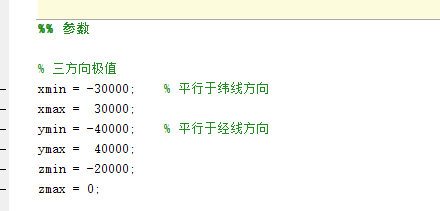 %% 参数
% 三方向极值
xmin = -30000;    % 平行于纬线方向
xmax =  30000;
ymin = -40000;    % 平行于经线方向
ymax =  40000;
zmin = -20000;
zmax = 0;